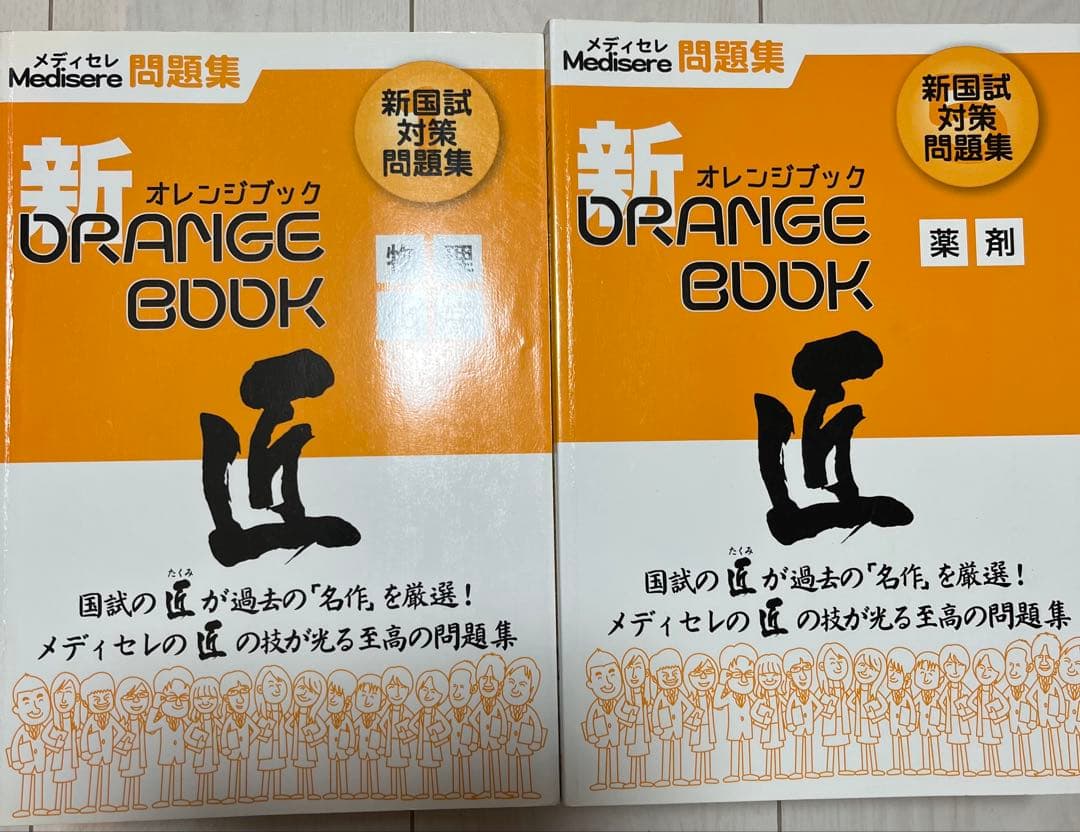 メディセレ
Medisere 問題集
新国試
対策
問題集
新
オレンジブック
ORANGE
BOOK
物理
匠
たくみ
国試の匠が過去の「名作」を厳選!
メディセレの匠の技が光る至高の問題集
メディセレ
Medisere 問題集
新国試
対策
問題集
新
オレンジブック
ORANGE
BOOK
薬剤
匠
たくみ
国試の匠が過去の「名作」を厳選!
メディセレの匠の技が光る至高の問題集